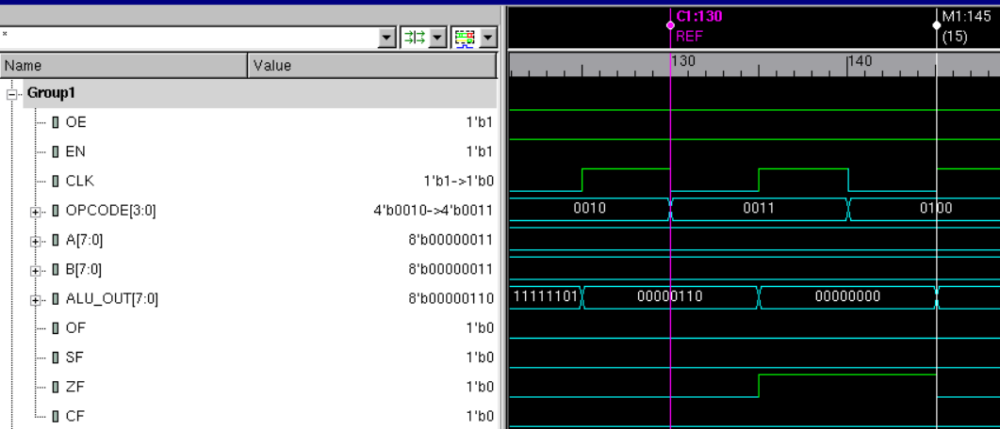 C1:130 M1:145
REF (15)
*
Name Value 130 140
Group1
OE 1'b1
EN 1'b1
CLK 1'b1->1'b0
OPCODE[3:0] 4'b0010->4'b0011 0010 0011 0100
A[7:0] 8'b00000011
B[7:0] 8'b00000011
ALU_OUT[7:0] 8'b00000110 11111101 00000110 00000000
OF 1'b0
SF 1'b0
ZF 1'b0
CF 1'b0